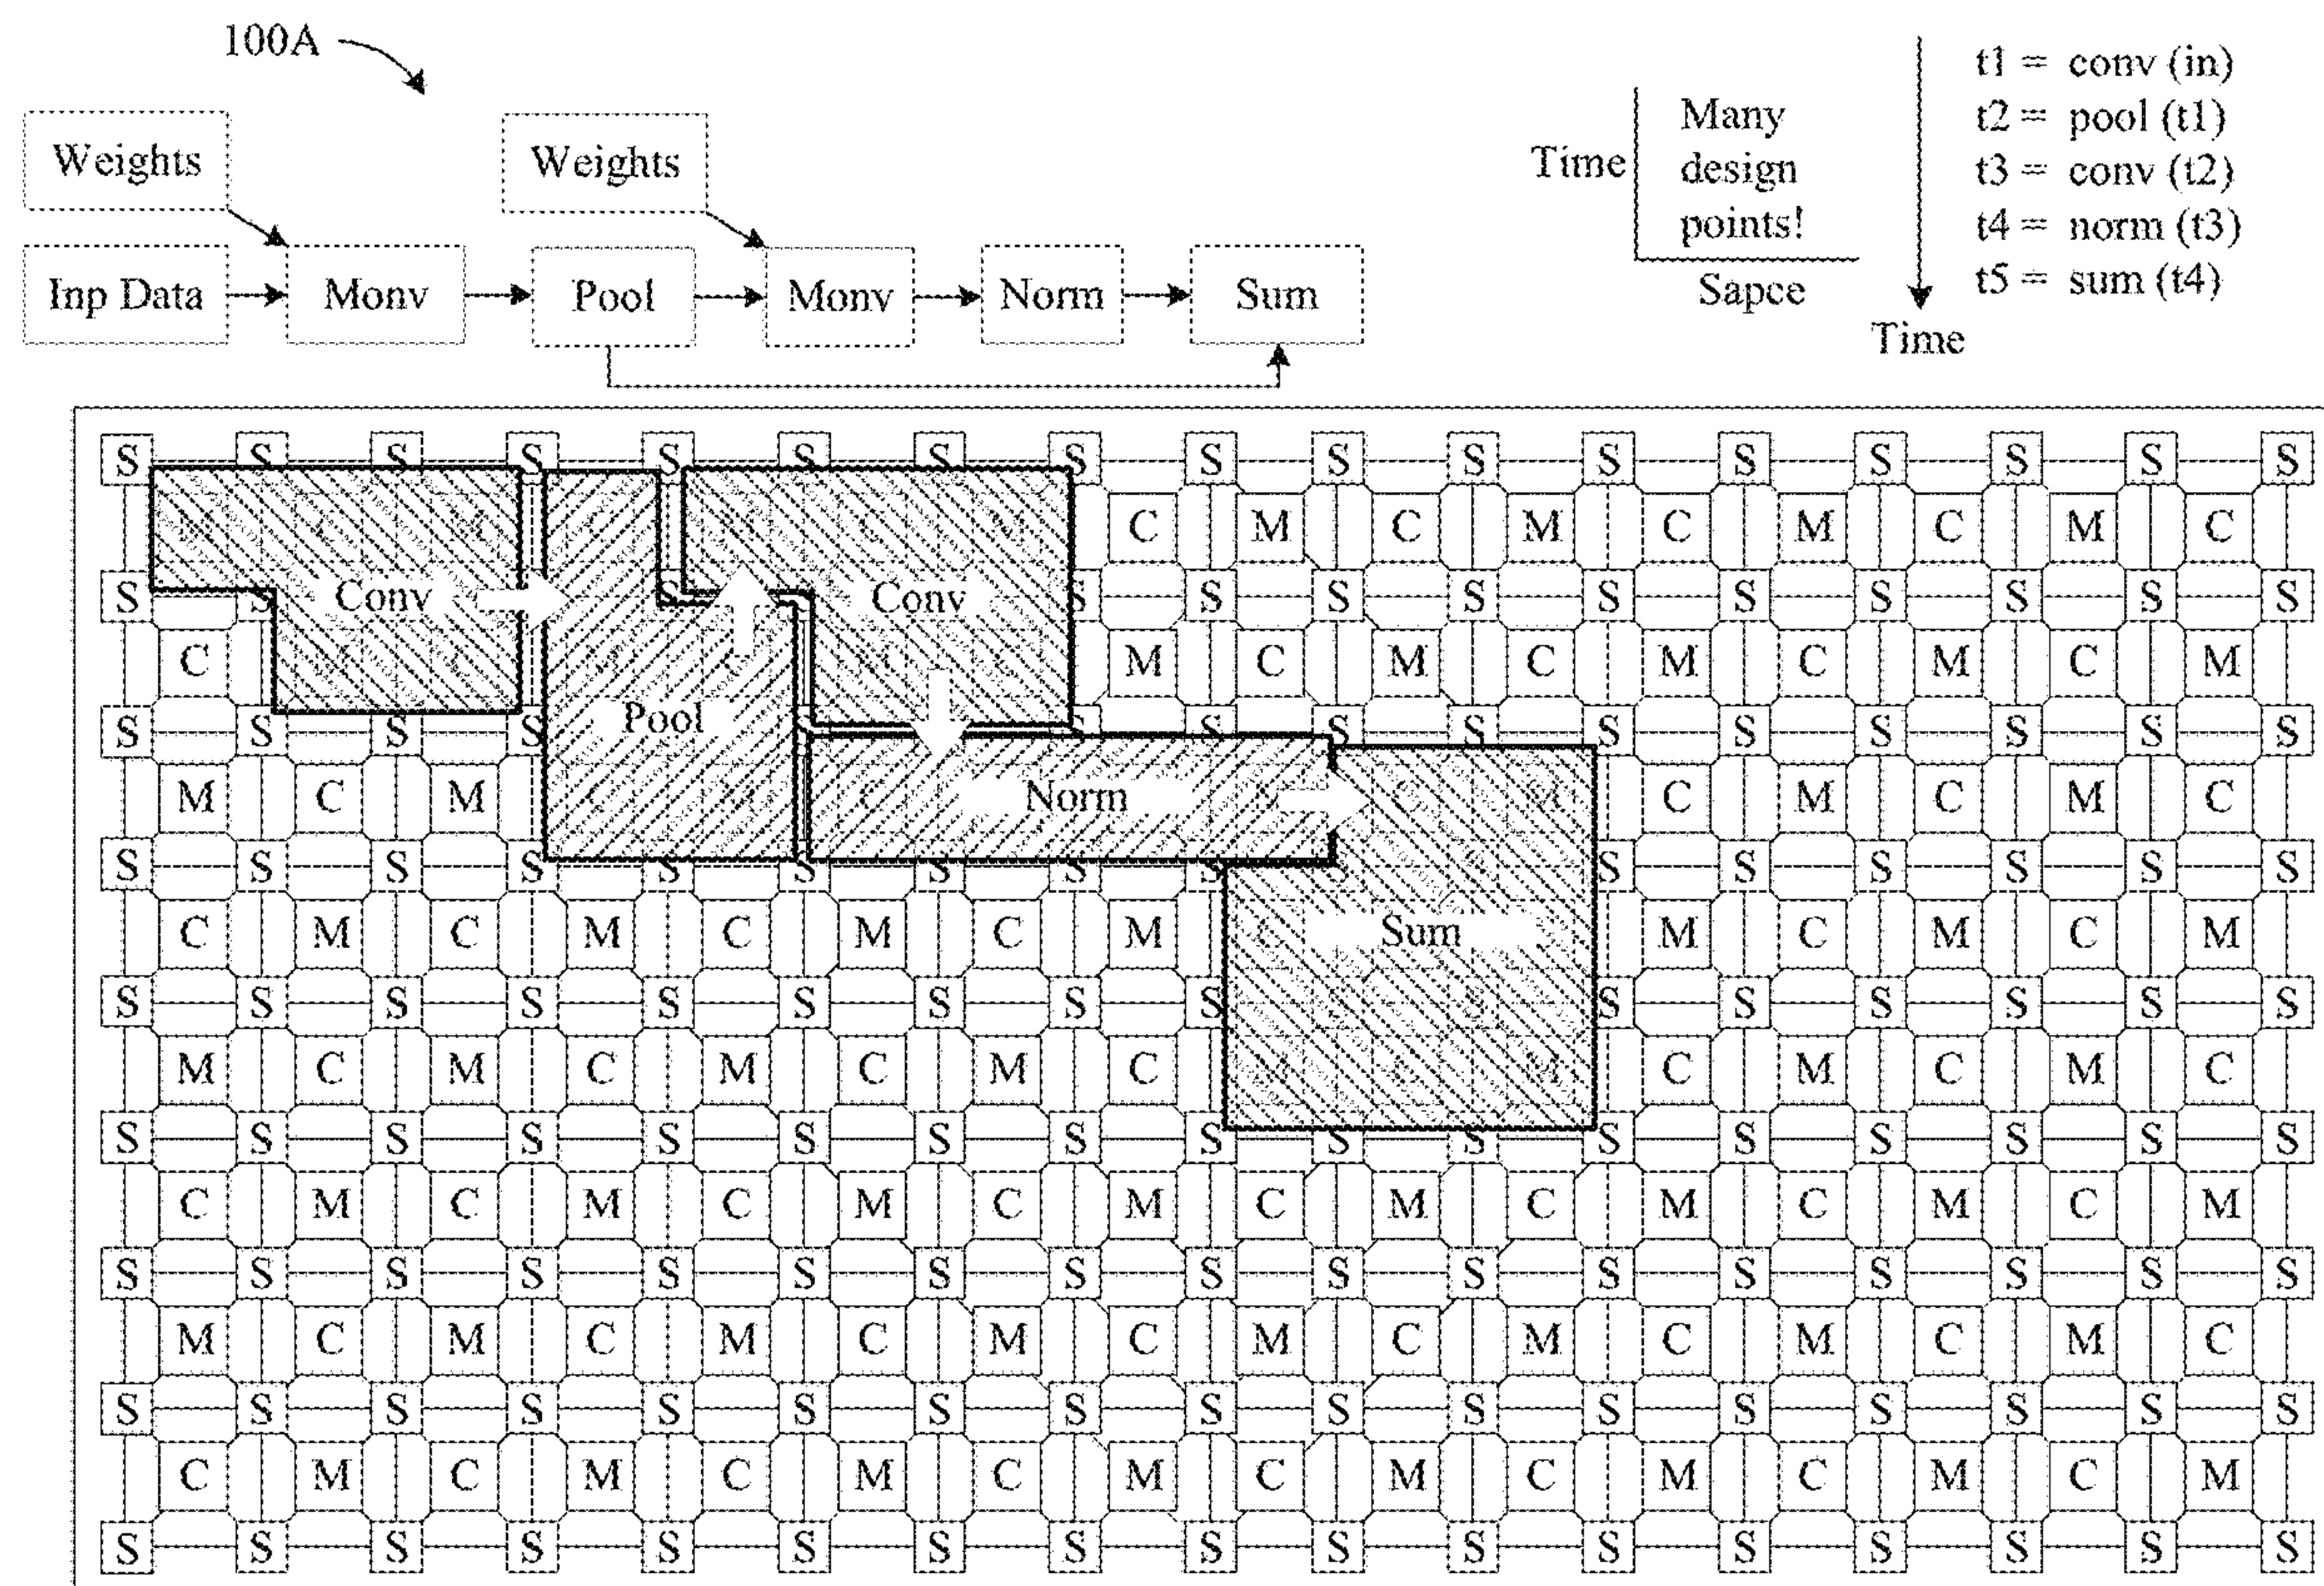 100A
Weights
Weights
Inp Data
Monv
Pool
Monv
Norm
Sum
Time
Many
design
points!
Sapce
t1 = conv (in)
t2 = pool (t1)
t3 = conv (t2)
t4 = norm (t3)
t5 = sum (t4)
Time
S S S S S S S S S S S S S S S S S
C M C M C M C M C
S S Conv S Conv S S S S S S S S S S
C M C M C M C M C M
S S S S Pool S S S S S S S S S S
M C M Norm C M C M C
S S S S S S S S S S S S S S S
C M C M C M C M Sum M C M C M
S S S S S S S S S S S S S S S
M C M C M C M C C M C M C
S S S S S S S S S S S S S S S S S
C M C M C M C M C M C M C M C M
S S S S S S S S S S S S S S S S S
M C M C M C M C M C M C M C M C
S S S S S S S S S S S S S S S S S
C M C M C M C M C M C M C M C M
S S S S S S S S S S S S S S S S S